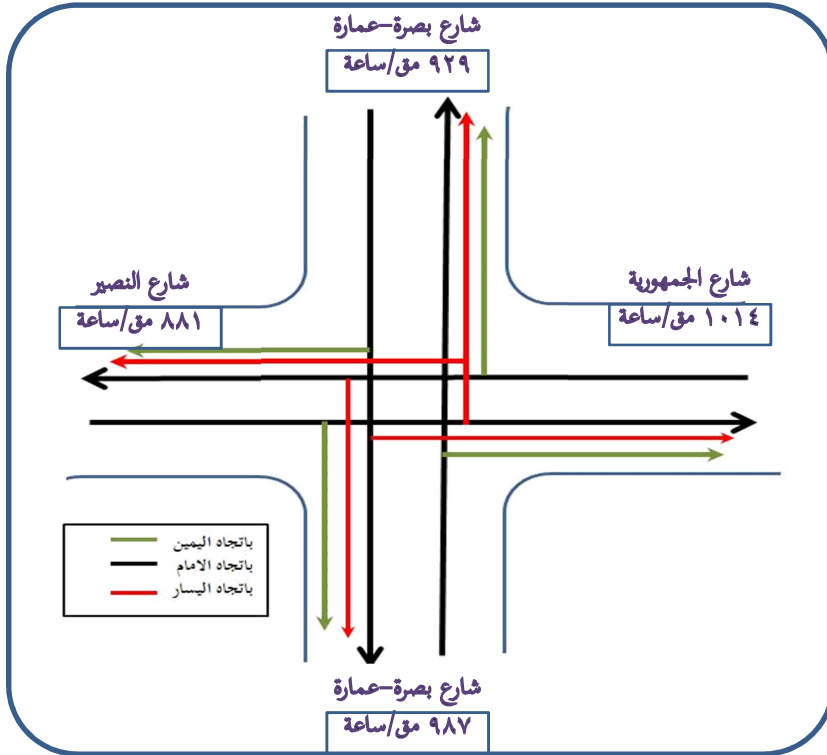 شارع بصرة-عمارة
٩٢٩ مق/ساعة
شارع الجمهورية
١٠١٤ مق/ساعة
شارع النصير
٨٨١ مق/ساعة
باتجاه اليمين
باتجاه الامام
باتجاه اليسار
شارع بصرة-عمارة
٩٨٧ مق/ساعة